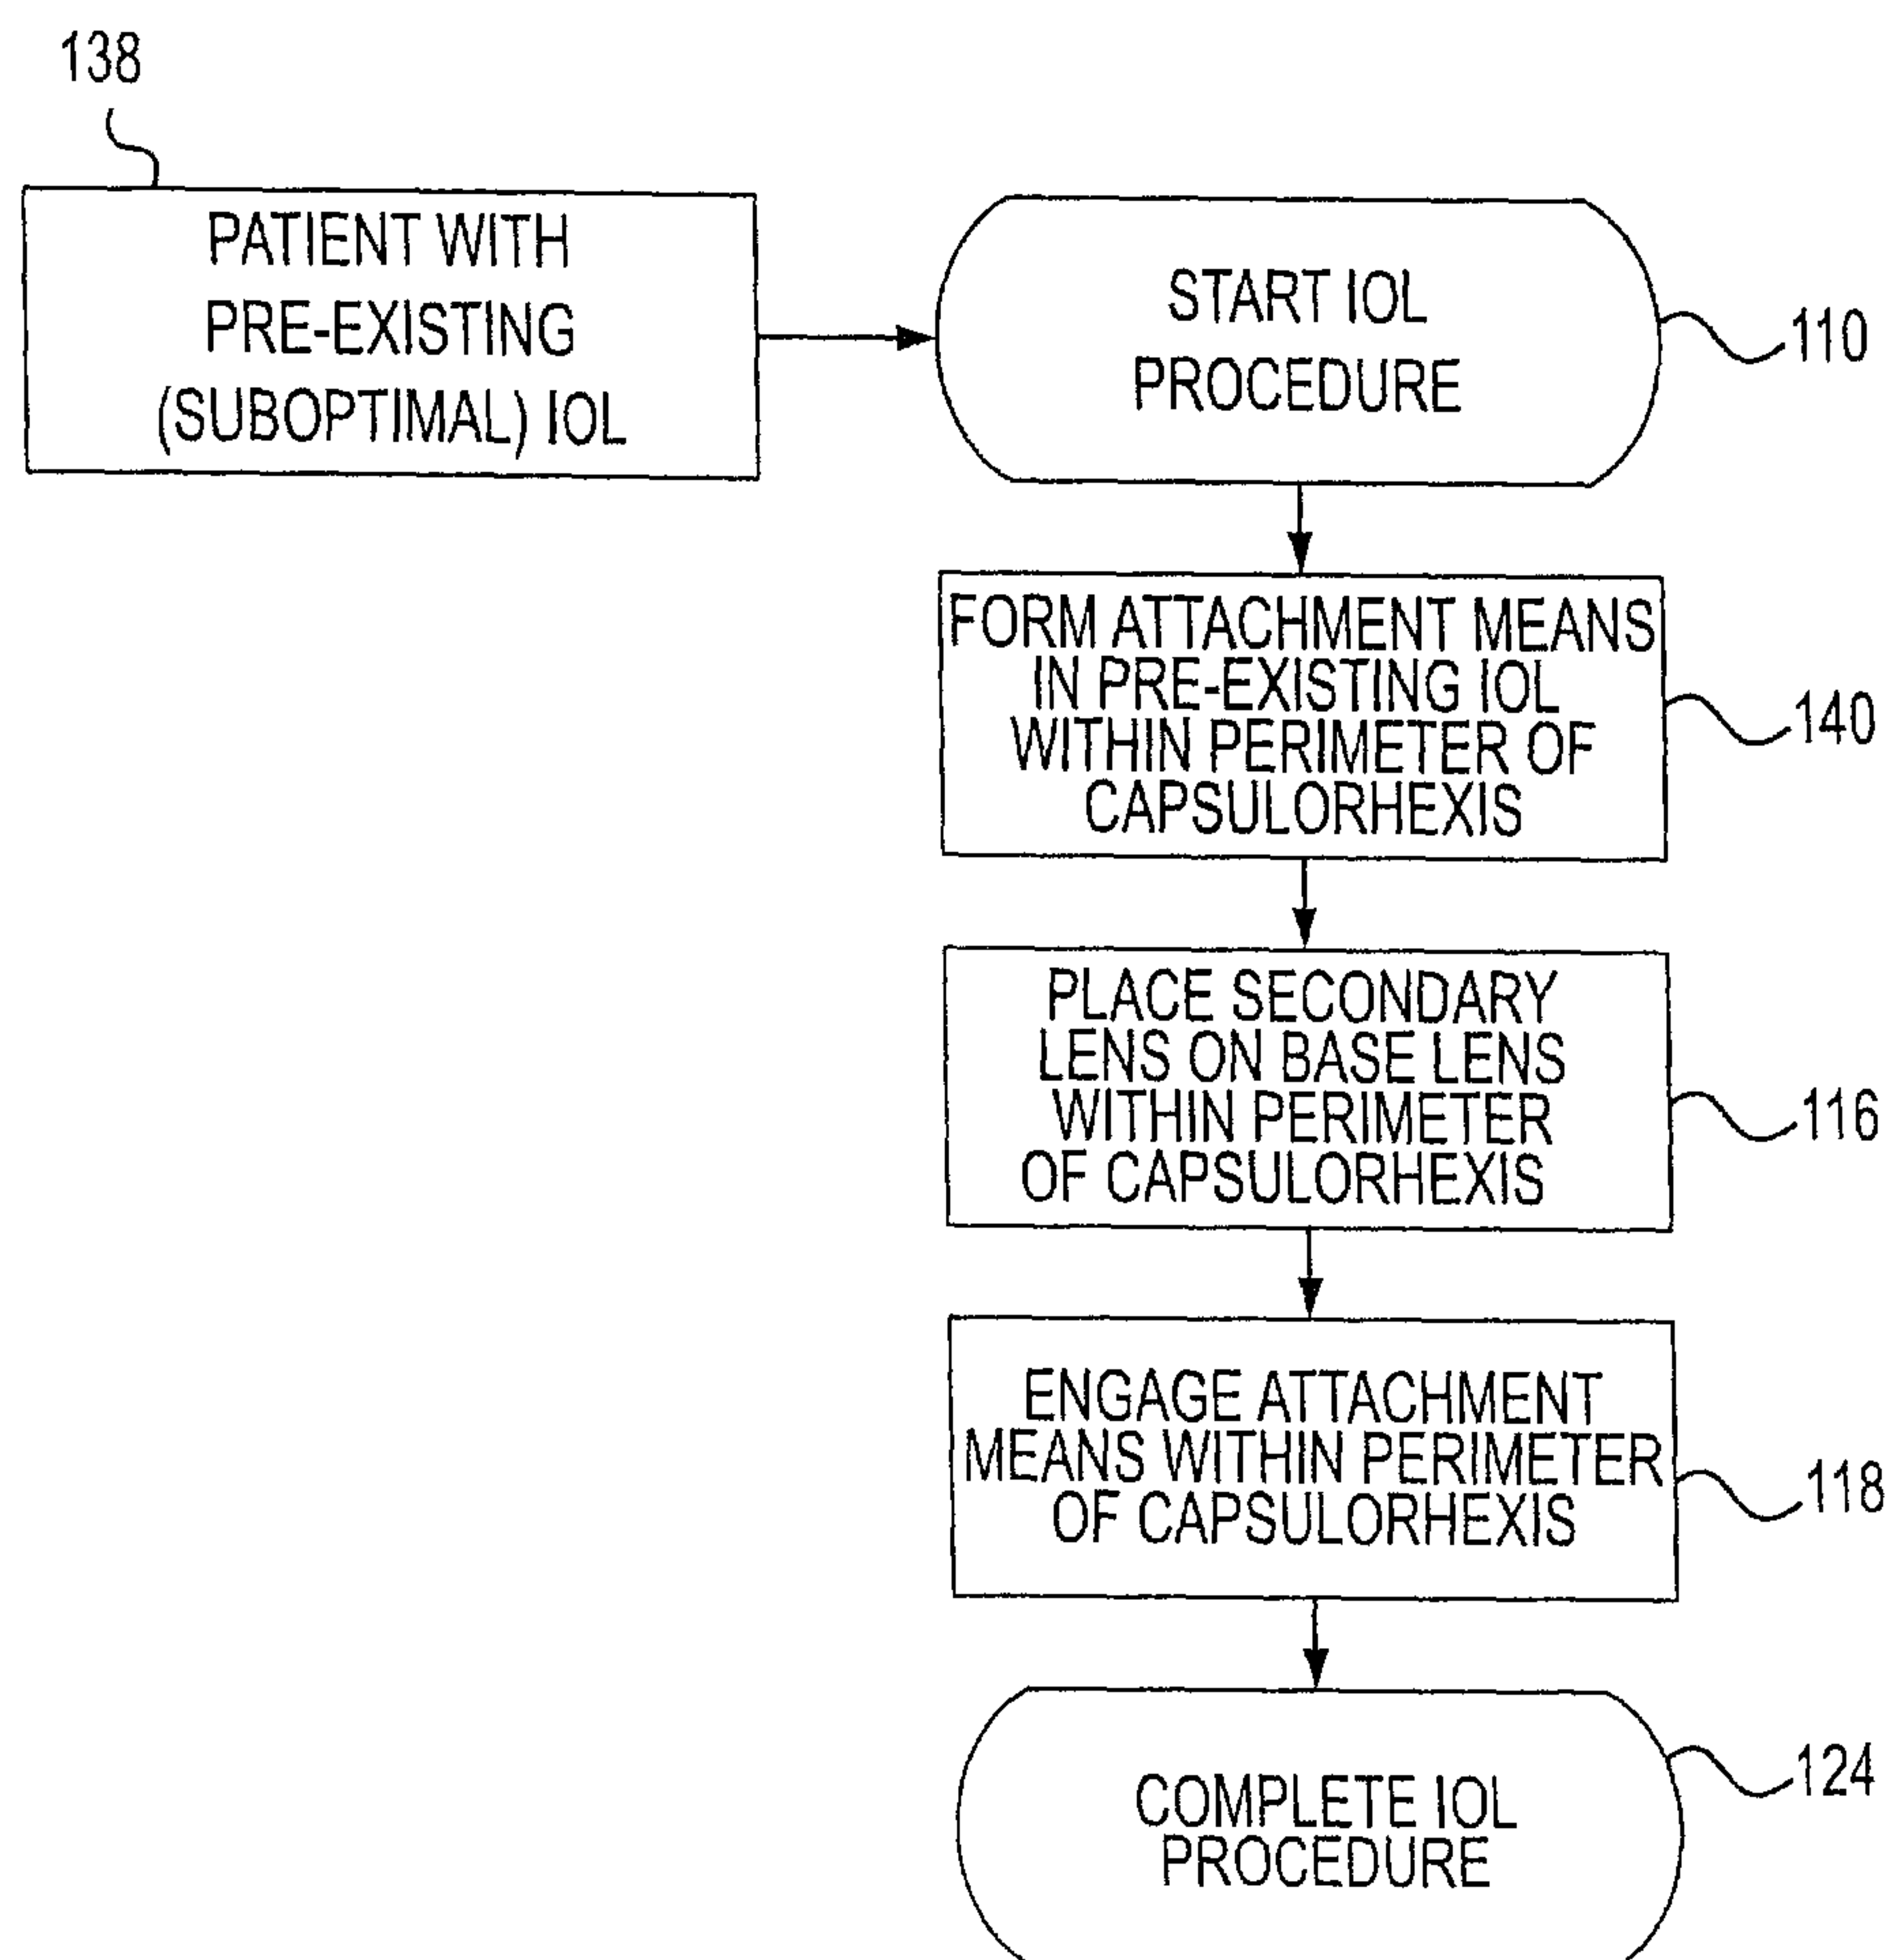 138
PATIENT WITH
PRE-EXISTING
(SUBOPTIMAL) IOL
START IOL
PROCEDURE
110
FORM ATTACHMENT MEANS
IN PRE-EXISTING IOL
WITHIN PERIMETER OF
CAPSULORHEXIS
140
PLACE SECONDARY
LENS ON BASE LENS
WITHIN PERIMETER
OF CAPSULORHEXIS
116
ENGAGE ATTACHMENT
MEANS WITHIN PERIMETER
OF CAPSULORHEXIS
118
COMPLETE IOL
PROCEDURE
124